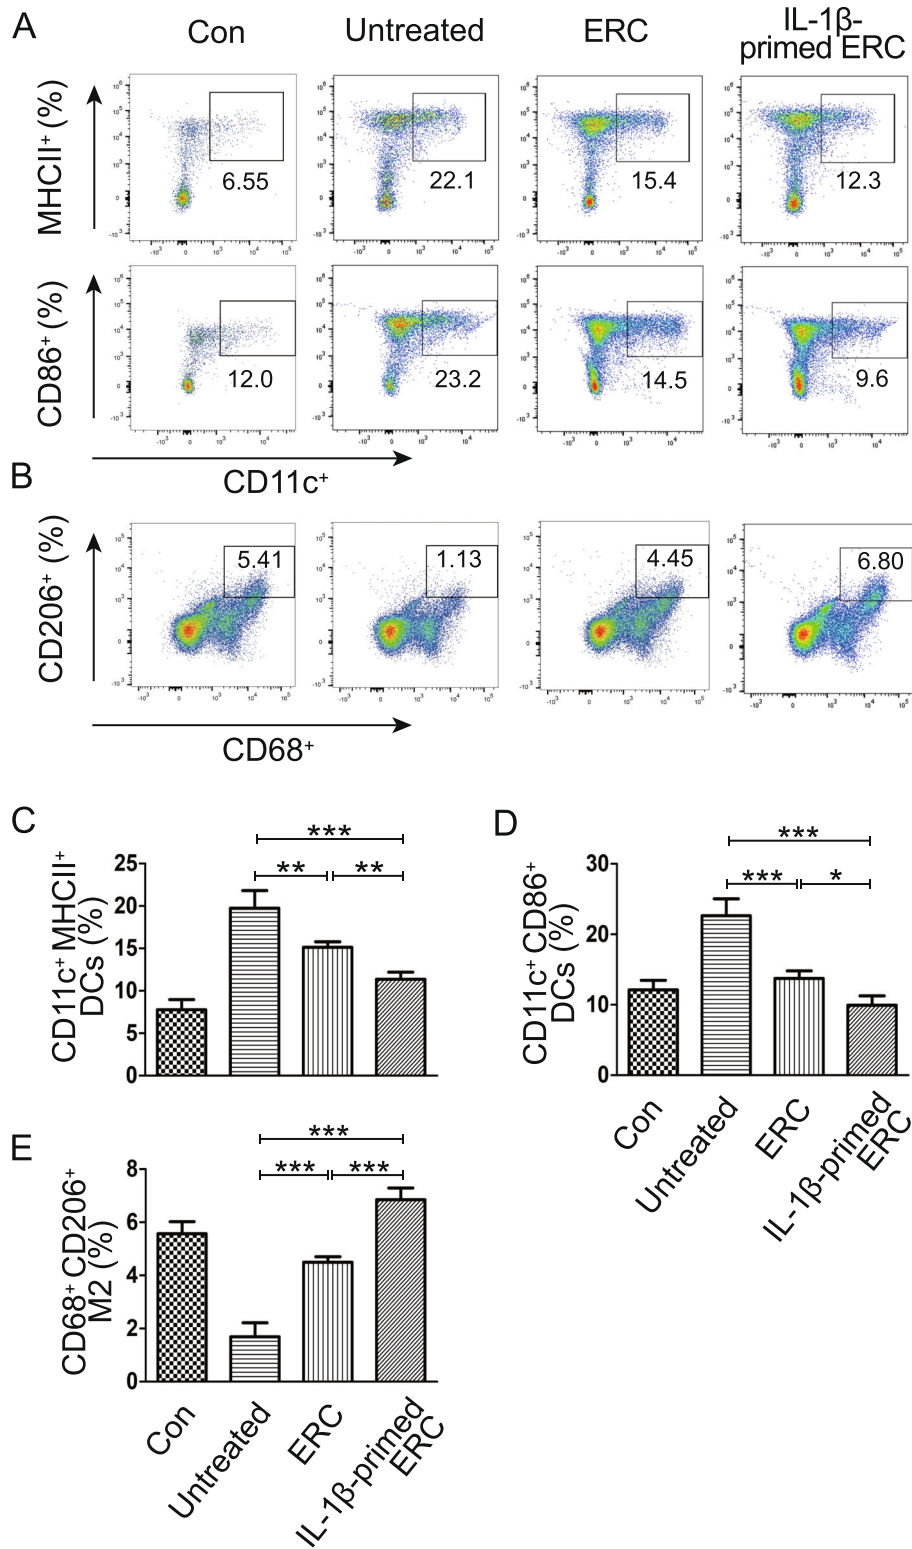 A
Con
Untreated
ERC
IL-1β-
primed ERC
MHCII⁺ (%)
6.55
22.1
15.4
12.3
CD86⁺ (%)
12.0
23.2
14.5
9.6
CD11c⁺
B
CD206⁺ (%)
5.41
1.13
4.45
6.80
CD68⁺
C
***
**
**
CD11c⁺ MHCII⁺
DCs (%)
25
20
15
10
5
0
D
***
***
*
CD11c⁺ CD86⁺
DCs (%)
30
20
10
0
Con
Untreated
ERC
IL-1β-primed
ERC
E
***
***
***
CD68⁺ CD206⁺
M2 (%)
8
6
4
2
0
Con
Untreated
ERC
IL-1β-primed
ERC